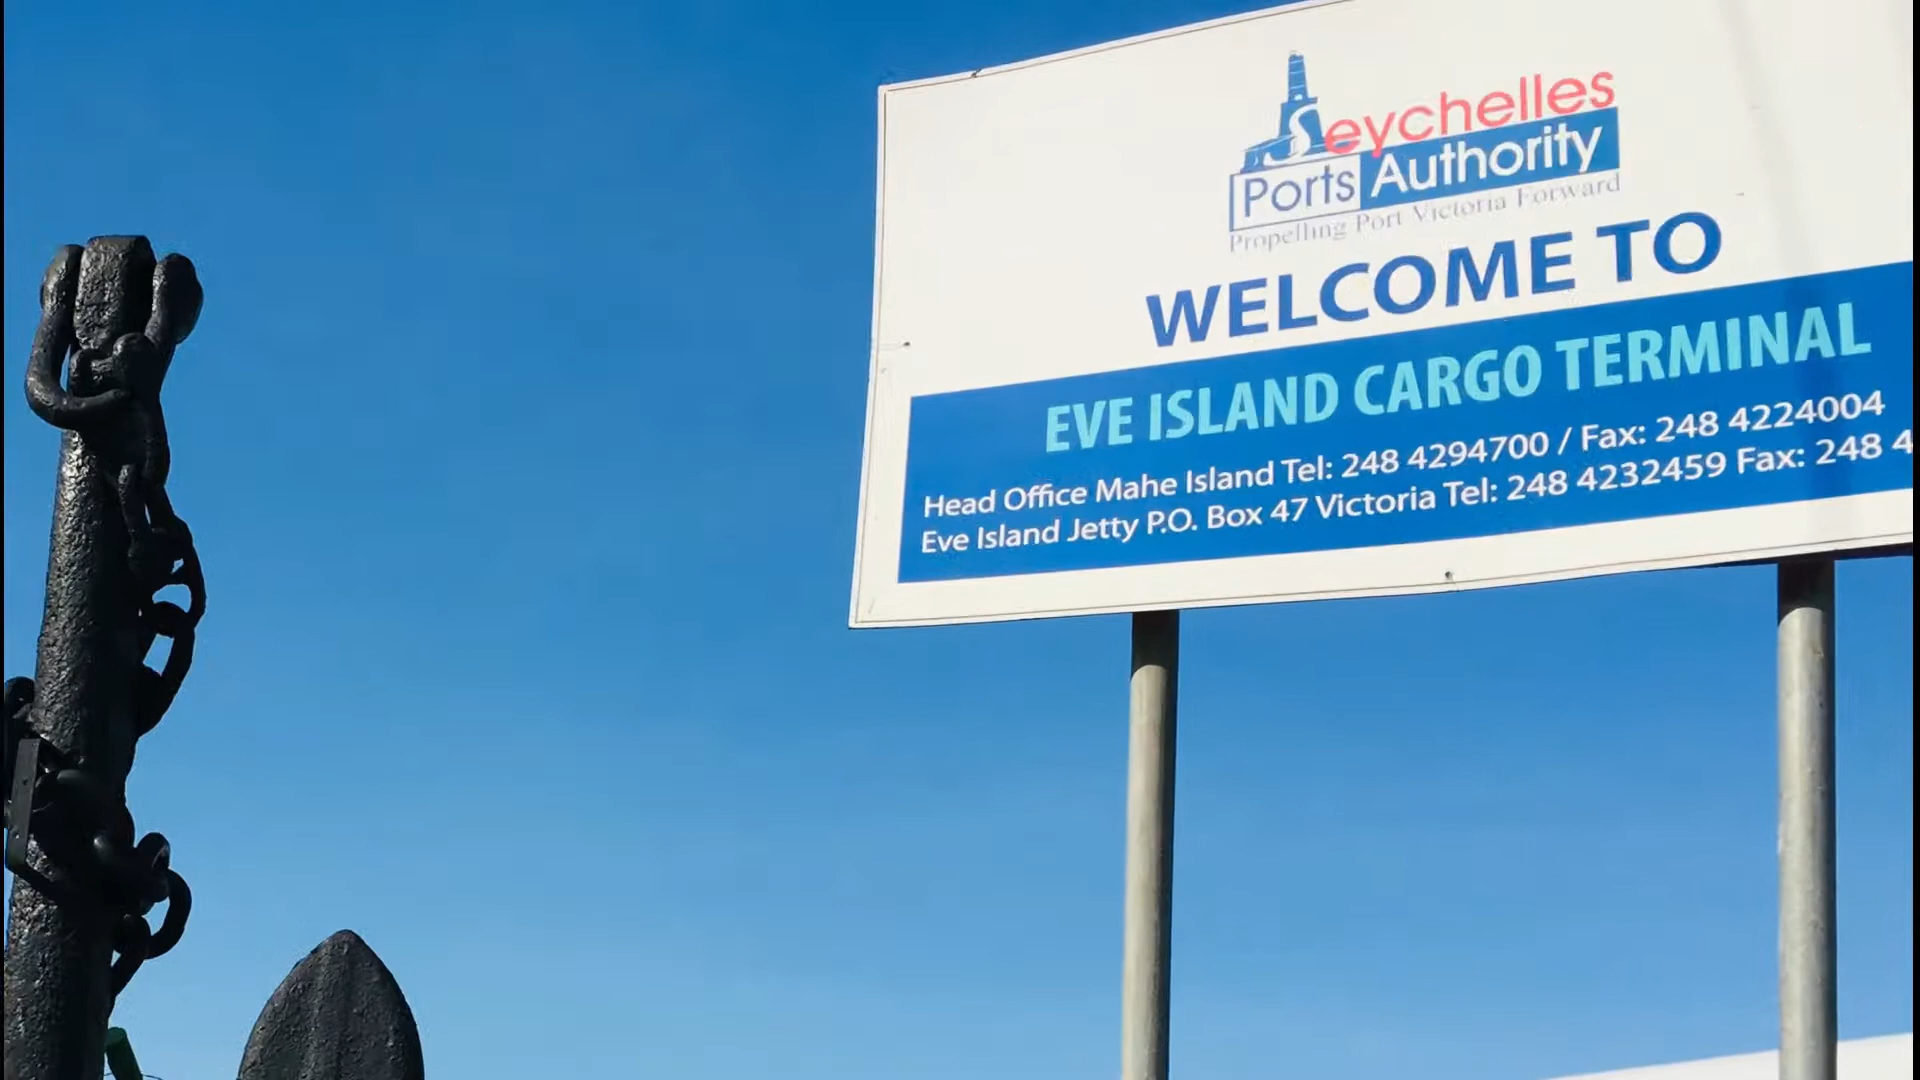 Seychelles
Ports Authority
Propelling Port Victoria Forward
WELCOME TO
EVE ISLAND CARGO TERMINAL
Head Office Mahe Island Tel: 248 4294700 / Fax: 248 4224004
Eve Island Jetty P.O. Box 47 Victoria Tel: 248 4232459 Fax: 248 4